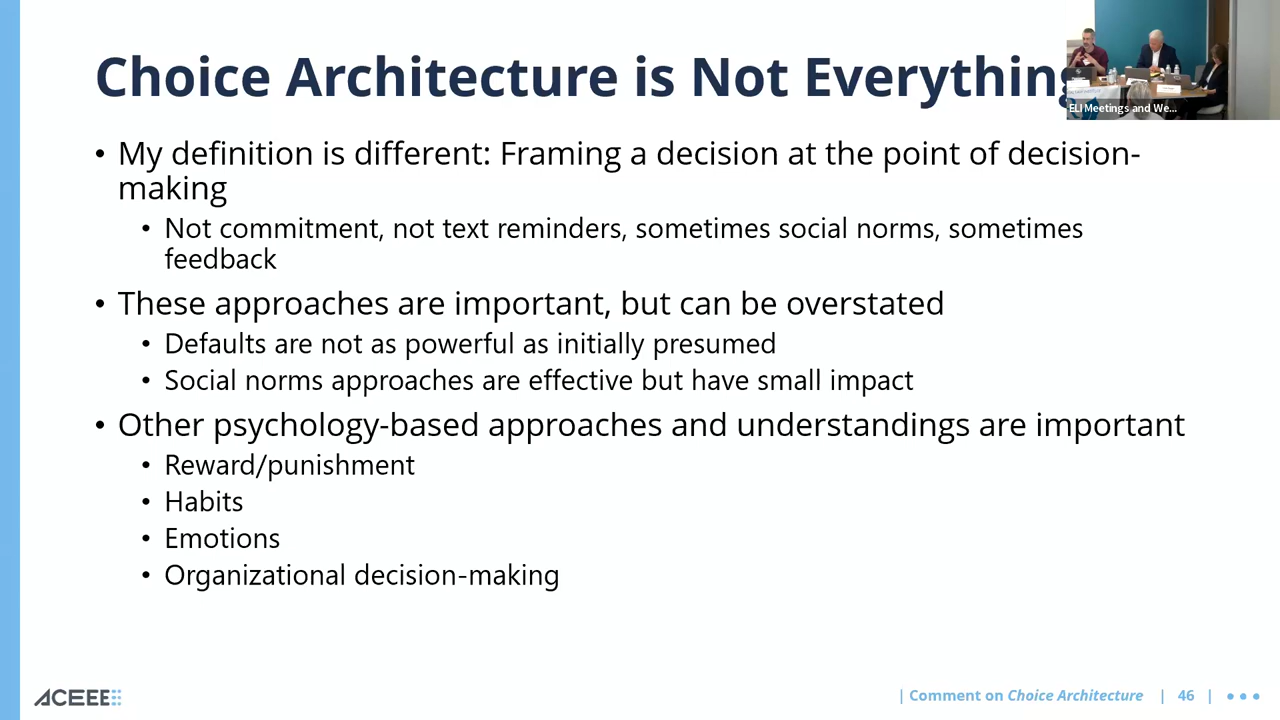 Choice Architecture is Not Everything
• My definition is different: Framing a decision at the point of decision-
making
• Not commitment, not text reminders, sometimes social norms, sometimes
feedback
• These approaches are important, but can be overstated
• Defaults are not as powerful as initially presumed
• Social norms approaches are effective but have small impact
• Other psychology-based approaches and understandings are important
• Reward/punishment
• Habits
• Emotions
• Organizational decision-making
ELI Meetings and We...
ACEEE
| Comment on Choice Architecture | 46 |